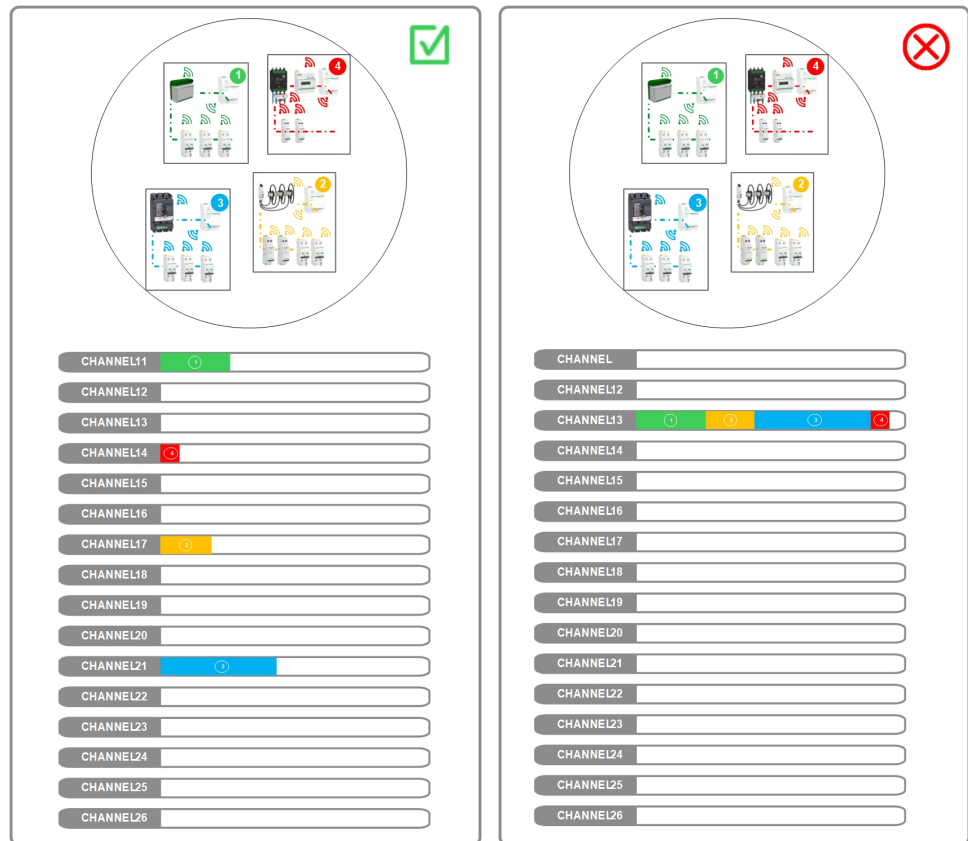 1
4
3
2
CHANNEL11 1
CHANNEL12
CHANNEL13
CHANNEL14 4
CHANNEL15
CHANNEL16
CHANNEL17 2
CHANNEL18
CHANNEL19
CHANNEL20
CHANNEL21 3
CHANNEL22
CHANNEL23
CHANNEL24
CHANNEL25
CHANNEL26
1
4
3
2
CHANNEL
CHANNEL12
CHANNEL13 1 2 3 4
CHANNEL14
CHANNEL15
CHANNEL16
CHANNEL17
CHANNEL18
CHANNEL19
CHANNEL20
CHANNEL21
CHANNEL22
CHANNEL23
CHANNEL24
CHANNEL25
CHANNEL26